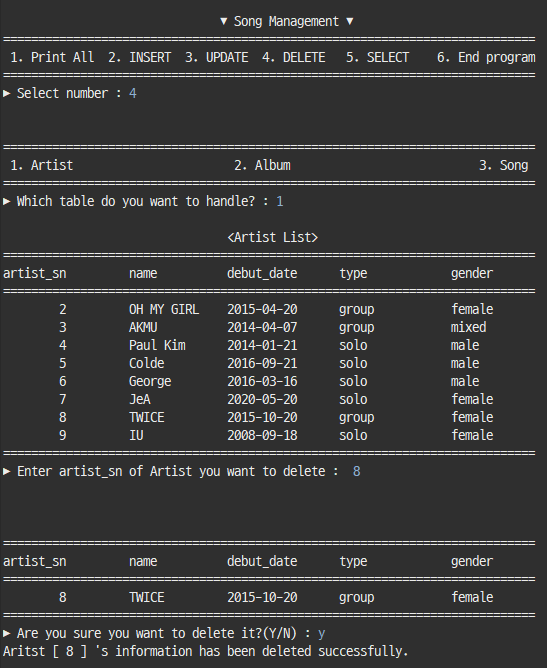 ▼ Song Management ▼
============================================================================
1. Print All  2. INSERT  3. UPDATE  4. DELETE   5. SELECT    6. End program
============================================================================
► Select number : 4
============================================================================
1. Artist                       2. Album                           3. Song
============================================================================
► Which table do you want to handle? : 1
<Artist List>
============================================================================
artist_sn         name          debut_date      type            gender
============================================================================
2         OH MY GIRL    2015-04-20      group           female
3         AKMU          2014-04-07      group           mixed
4         Paul Kim      2014-01-21      solo            male
5         Colde         2016-09-21      solo            male
6         George        2016-03-16      solo            male
7         JeA           2020-05-20      solo            female
8         TWICE         2015-10-20      group           female
9         IU            2008-09-18      solo            female
============================================================================
► Enter artist_sn of Artist you want to delete :  8
============================================================================
artist_sn         name          debut_date      type            gender
============================================================================
8         TWICE         2015-10-20      group           female
============================================================================
► Are you sure you want to delete it?(Y/N) : y
Aritst [ 8 ] 's information has been deleted successfully.